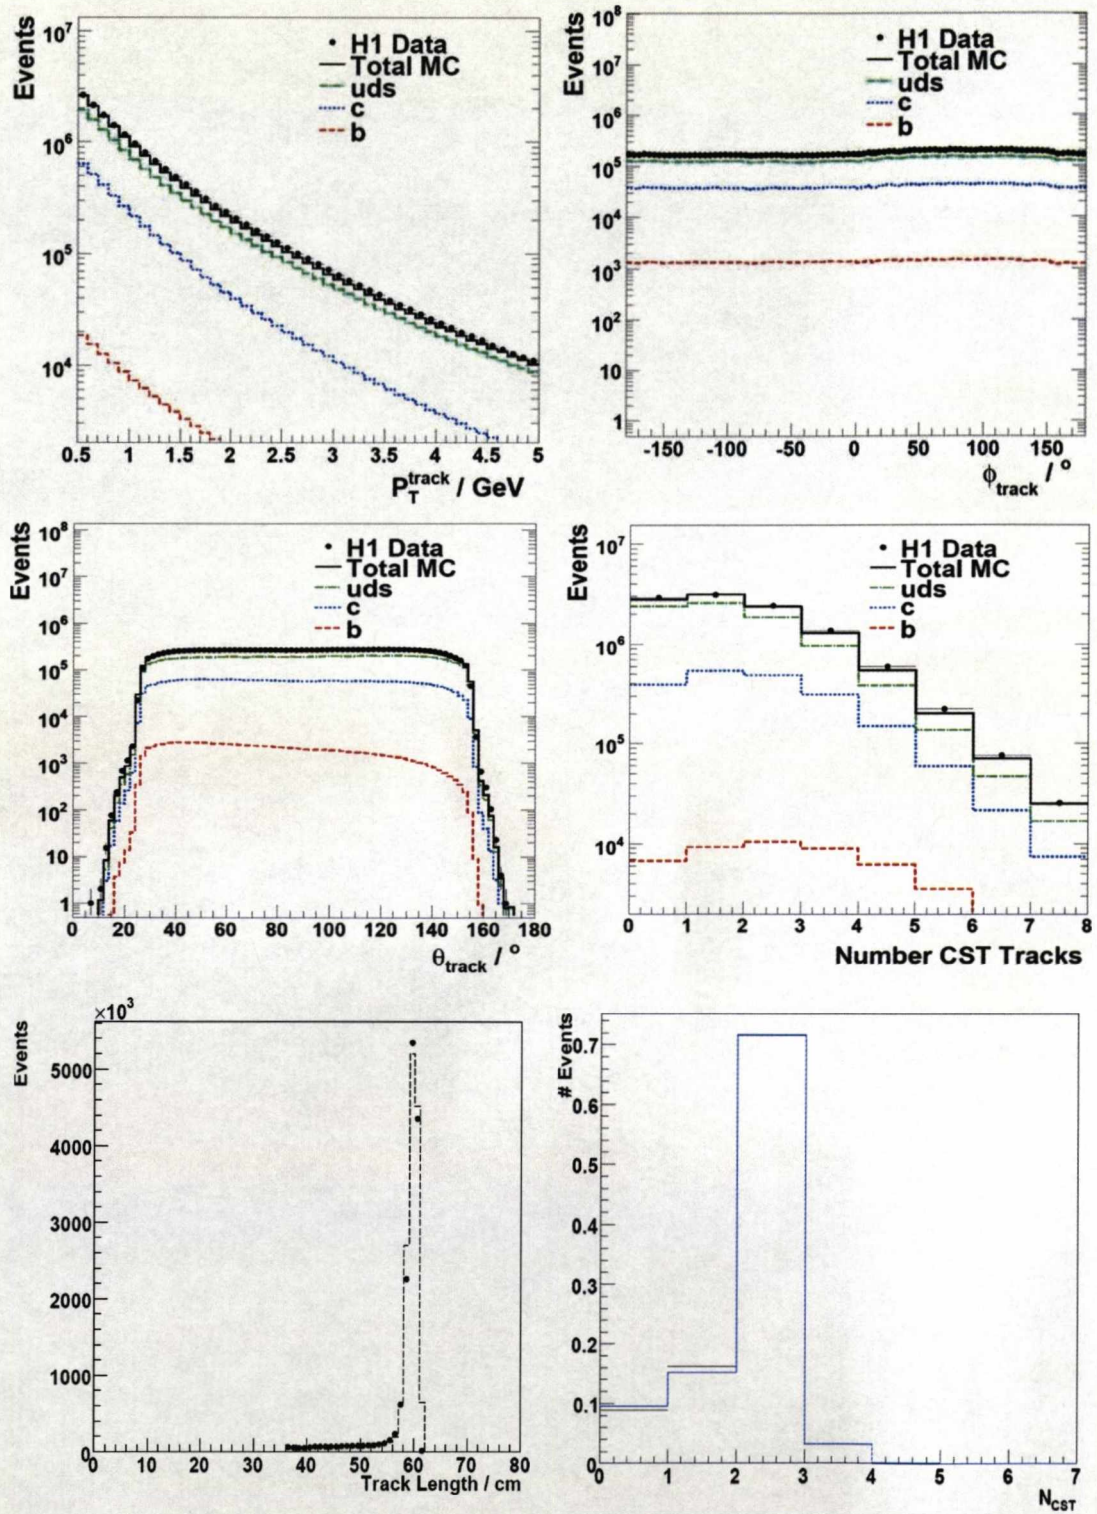 Events
10⁷
10⁶
10⁵
10⁴
H1 Data
Total MC
uds
c
b
0.5 1 1.5 2 2.5 3 3.5 4 4.5 5
P_T^track / GeV
Events
10⁸
10⁷
10⁶
10⁵
10⁴
10³
10²
10
1
H1 Data
Total MC
uds
c
b
-150 -100 -50 0 50 100 150
ϕ_track / °
Events
10⁸
10⁷
10⁶
10⁵
10⁴
10³
10²
10
1
H1 Data
Total MC
uds
c
b
0 20 40 60 80 100 120 140 160 180
θ_track / °
Events
10⁷
10⁶
10⁵
10⁴
H1 Data
Total MC
uds
c
b
0 1 2 3 4 5 6 7 8
Number CST Tracks
×10³
Events
5000
4000
3000
2000
1000
0
0 10 20 30 40 50 60 70 80
Track Length / cm
# Events
0.7
0.6
0.5
0.4
0.3
0.2
0.1
0
0 1 2 3 4 5 6 7
N_CST